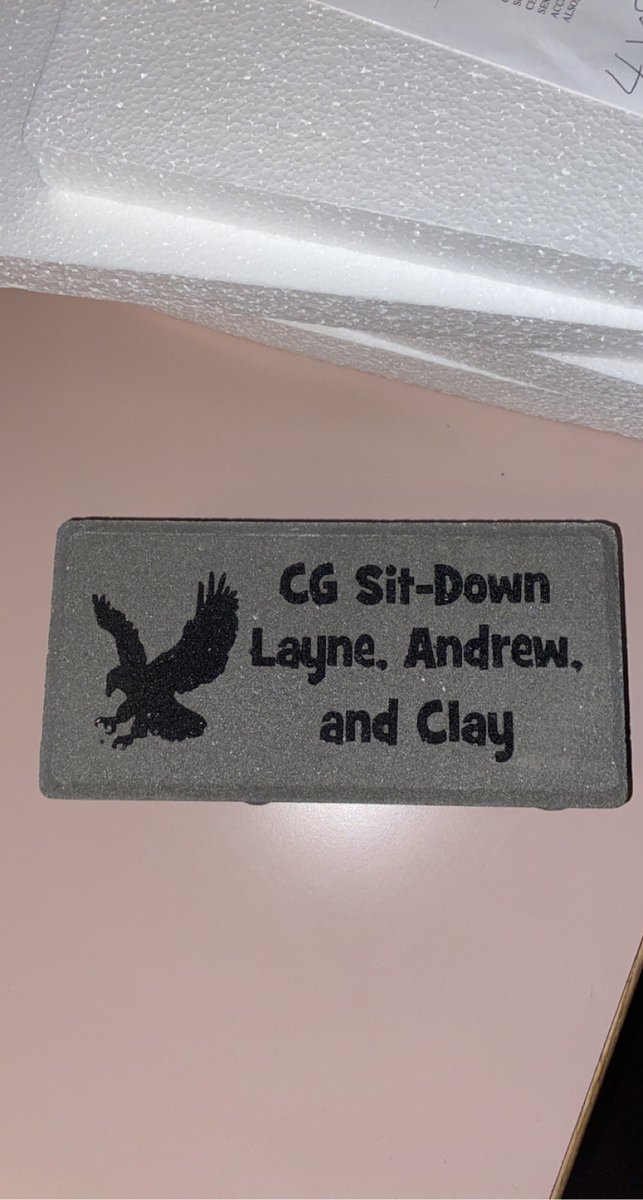 CG Sit-Down
Layne, Andrew,
and Clay